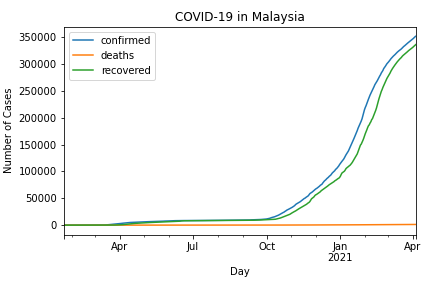 COVID-19 in Malaysia
confirmed
deaths
recovered
Number of Cases
350000
300000
250000
200000
150000
100000
50000
0
Apr
Jul
Oct
Jan
2021
Apr
Day